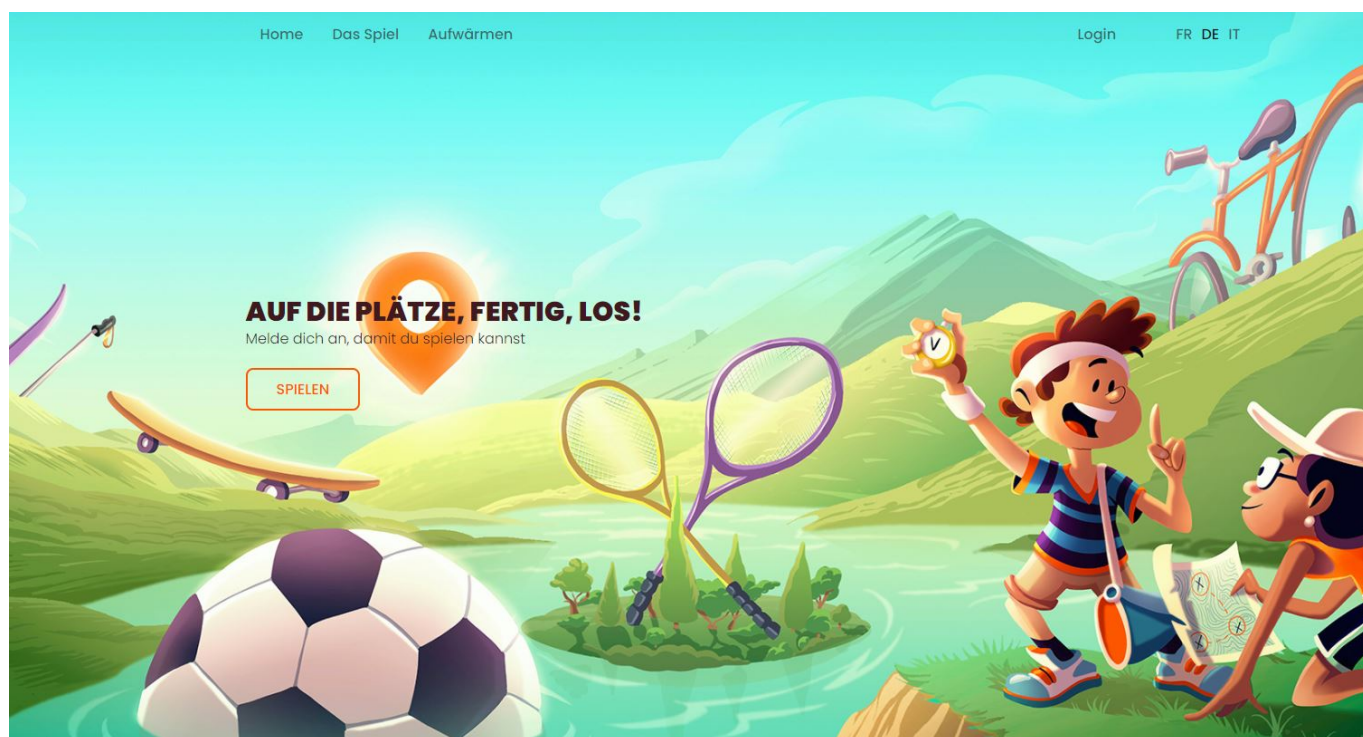 Home Das Spiel Aufwärmen Login FR DE IT
AUF DIE PLÄTZE, FERTIG, LOS!
Melde dich an, damit du spielen kannst
SPIELEN